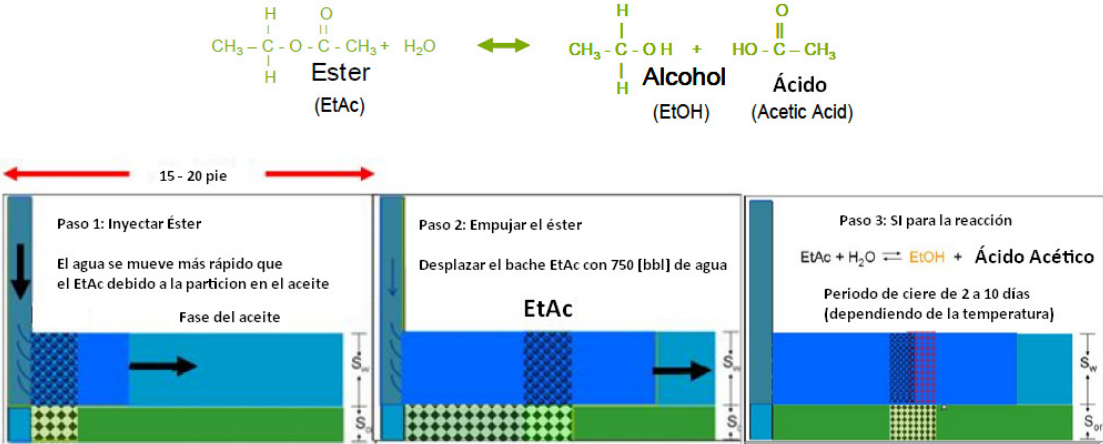 H O H O
CH₃ – C – O – C – CH₃ + H₂O CH₃ – C – O H + HO – C – CH₃
H H
Ester Alcohol Ácido
(EtAc) (EtOH) (Acetic Acid)
15 - 20 pie
Paso 1: Inyectar Éster
El agua se mueve más rápido que
el EtAc debido a la particion en el aceite
Fase del aceite
Paso 2: Empujar el éster
Desplazar el bache EtAc con 750 [bbl] de agua
EtAc
Paso 3: SI para la reacción
EtAc + H₂O ⇌ EtOH + Ácido Acético
Periodo de ciere de 2 a 10 días
(dependiendo de la temperatura)
Sw
Sor